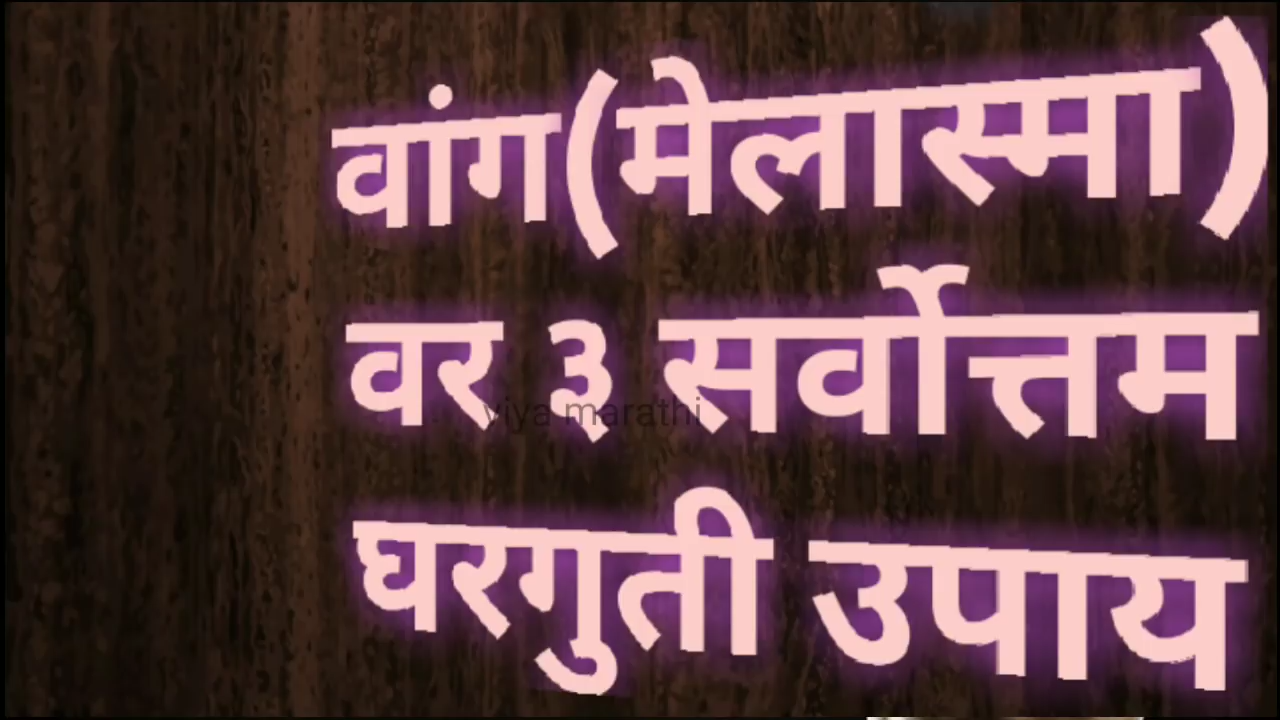 वांग(मेलास्मा)
वर ३ सर्वोत्तम
viya marathi
घरगुती उपाय